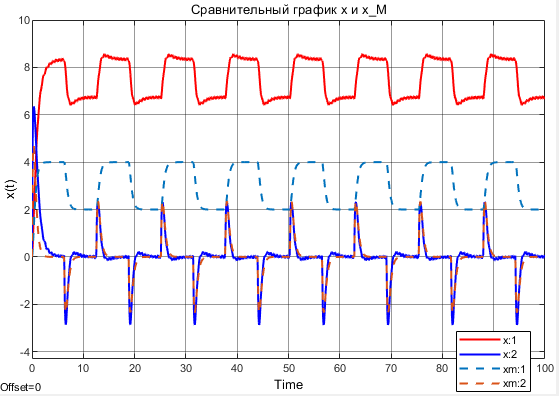 Сравнительный график x и x_M
10
8
6
4
2
0
-2
-4
x(t)
0 10 20 30 40 50 60 70 80 90 100
Time
Offset=0
x:1
x:2
xm:1
xm:2